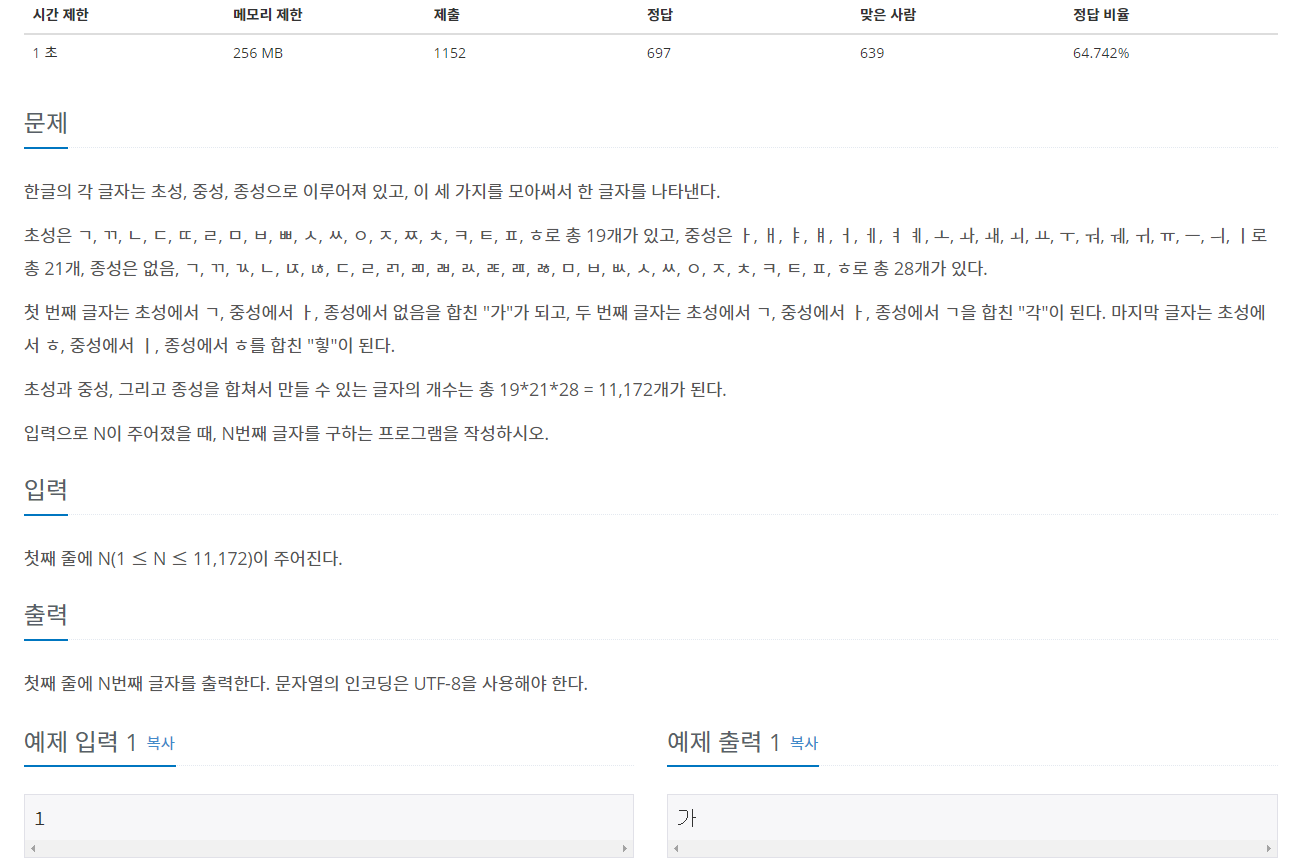 시간 제한 메모리 제한 제출 정답 맞은 사람 정답 비율
1 초 256 MB 1152 697 639 64.742%
문제
한글의 각 글자는 초성, 중성, 종성으로 이루어져 있고, 이 세 가지를 모아써서 한 글자를 나타낸다.
초성은 ㄱ, ㄲ, ㄴ, ㄷ, ㄸ, ㄹ, ㅁ, ㅂ, ㅃ, ㅅ, ㅆ, ㅇ, ㅈ, ㅉ, ㅊ, ㅋ, ㅌ, ㅍ, ㅎ로 총 19개가 있고, 중성은 ㅏ, ㅐ, ㅑ, ㅒ, ㅓ, ㅔ, ㅕ ㅖ, ㅗ, ㅘ, ㅙ, ㅚ, ㅛ, ㅜ, ㅝ, ㅞ, ㅟ, ㅠ, ㅡ, ㅢ, ㅣ로
총 21개, 종성은 없음, ㄱ, ㄲ, ㄳ, ㄴ, ㄵ, ㄶ, ㄷ, ㄹ, ㄺ, ㄻ, ㄼ, ㄽ, ㄾ, ㄿ, ㅀ, ㅁ, ㅂ, ㅄ, ㅅ, ㅆ, ㅇ, ㅈ, ㅊ, ㅋ, ㅌ, ㅍ, ㅎ로 총 28개가 있다.
첫 번째 글자는 초성에서 ㄱ, 중성에서 ㅏ, 종성에서 없음을 합친 "가"가 되고, 두 번째 글자는 초성에서 ㄱ, 중성에서 ㅏ, 종성에서 ㄱ을 합친 "각"이 된다. 마지막 글자는 초성에
서 ㅎ, 중성에서 ㅣ, 종성에서 ㅎ를 합친 "힣"이 된다.
초성과 중성, 그리고 종성을 합쳐서 만들 수 있는 글자의 개수는 총 19*21*28 = 11,172개가 된다.
입력으로 N이 주어졌을 때, N번째 글자를 구하는 프로그램을 작성하시오.
입력
첫째 줄에 N(1 ≤ N ≤ 11,172)이 주어진다.
출력
첫째 줄에 N번째 글자를 출력한다. 문자열의 인코딩은 UTF-8을 사용해야 한다.
예제 입력 1 복사 예제 출력 1 복사
1 가